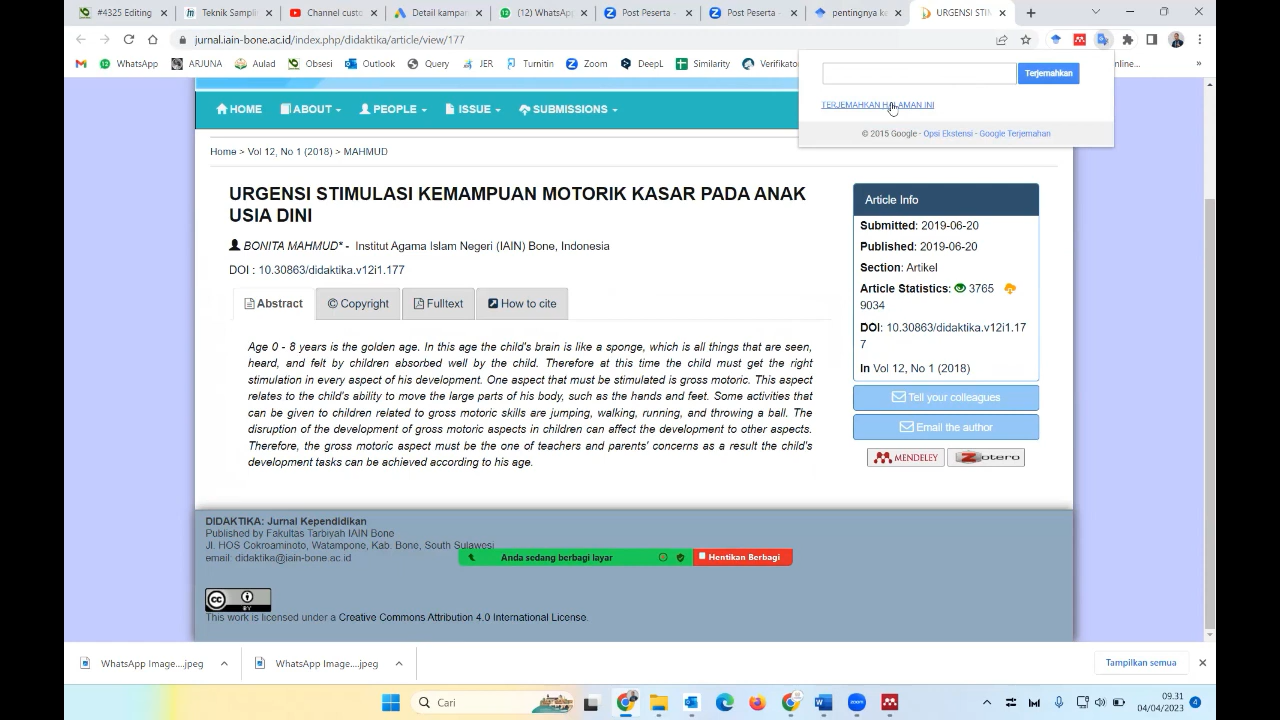 #4325 Editing
Teknik Sampli
Channel cust
Detail kampan
(12) WhatsApp
Post Peserta -
Post Peserta -
pentingnya ke
URGENSI STIM
jurnal.iain-bone.ac.id/index.php/didaktika/article/view/177
WhatsApp
ARJUNA
Aulad
Obsesi
Outlook
Query
JER
Turnitin
Zoom
DeepL
Similarity
Verifikato
nline...
»
Terjemahkan
TERJEMAHKAN HALAMAN INI
© 2015 Google - Opsi Ekstensi - Google Terjemahan
HOME
ABOUT
PEOPLE
ISSUE
SUBMISSIONS
Home > Vol 12, No 1 (2018) > MAHMUD
URGENSI STIMULASI KEMAMPUAN MOTORIK KASAR PADA ANAK
USIA DINI
BONITA MAHMUD* - Institut Agama Islam Negeri (IAIN) Bone, Indonesia
DOI : 10.30863/didaktika.v12i1.177
Abstract
© Copyright
Fulltext
How to cite
Age 0 - 8 years is the golden age. In this age the child's brain is like a sponge, which is all things that are seen,
heard, and felt by children absorbed well by the child. Therefore at this time the child must get the right
stimulation in every aspect of his development. One aspect that must be stimulated is gross motoric. This aspect
relates to the child's ability to move the large parts of his body, such as the hands and feet. Some activities that
can be given to children related to gross motoric skills are jumping, walking, running, and throwing a ball. The
disruption of the development of gross motoric aspects in children can affect the development to other aspects.
Therefore, the gross motoric aspect must be the one of teachers and parents' concerns as a result the child's
development tasks can be achieved according to his age.
Article Info
Submitted: 2019-06-20
Published: 2019-06-20
Section: Artikel
Article Statistics: 3765
9034
DOI: 10.30863/didaktika.v12i1.17
7
In Vol 12, No 1 (2018)
Tell your colleagues
Email the author
MENDELEY
zotero
DIDAKTIKA: Jurnal Kependidikan
Published by Fakultas Tarbiyah IAIN Bone
Jl. HOS Cokroaminoto, Watampone, Kab. Bone, South Sulawesi
email: didaktika@iain-bone.ac.id
Anda sedang berbagi layar
Hentikan Berbagi
CC BY
This work is licensed under a Creative Commons Attribution 4.0 International License.
WhatsApp Image....jpeg
WhatsApp Image....jpeg
Tampilkan semua
Cari
09.31
04/04/2023
4